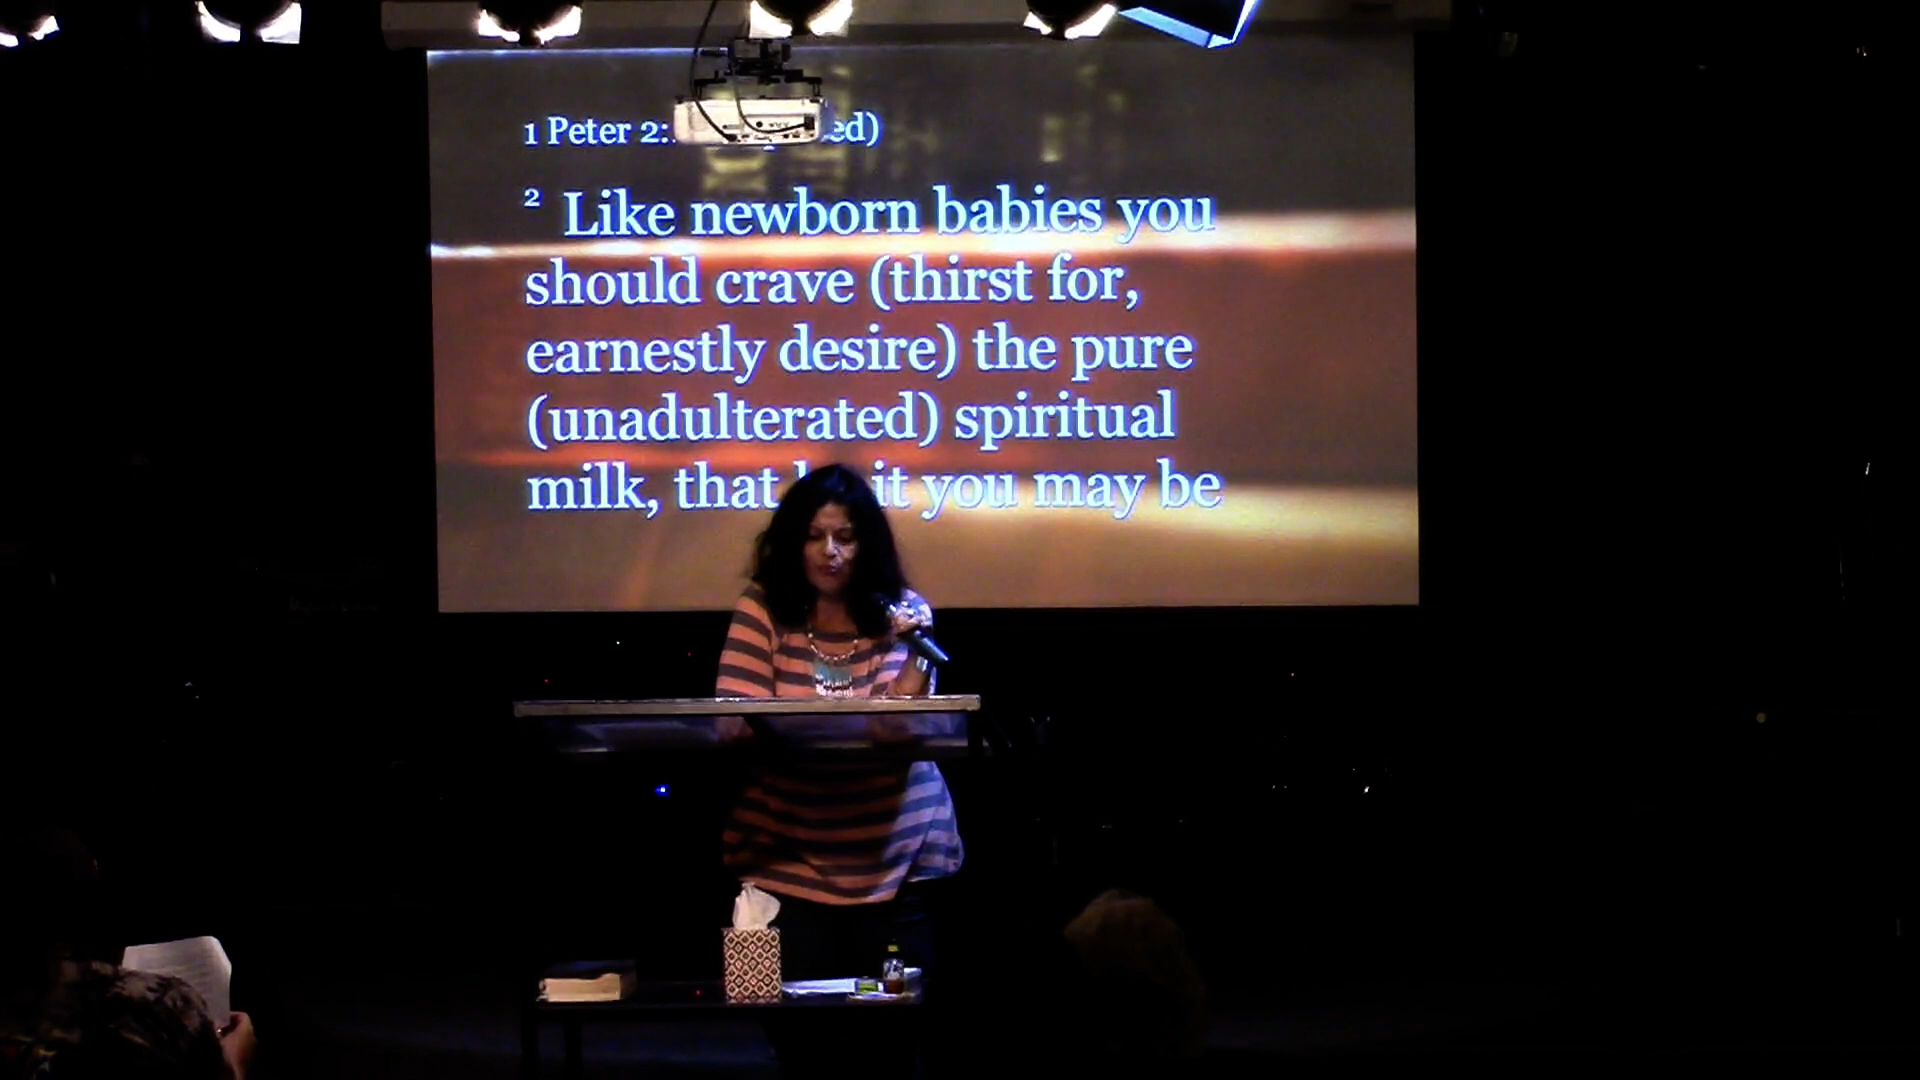 1 Peter 2:
² Like newborn babies you
should crave (thirst for,
earnestly desire) the pure
(unadulterated) spiritual
milk, that it you may be